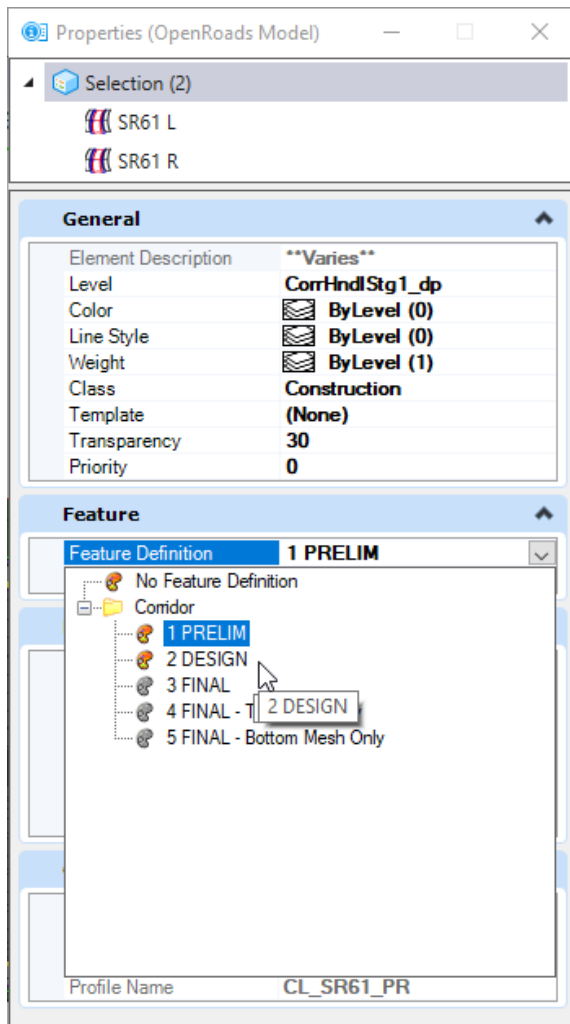 Properties (OpenRoads Model)
Selection (2)
SR61 L
SR61 R
General
Element Description **Varies**
Level CorrHndlStg1_dp
Color ByLevel (0)
Line Style ByLevel (0)
Weight ByLevel (1)
Class Construction
Template (None)
Transparency 30
Priority 0
Feature
Feature Definition 1 PRELIM
No Feature Definition
Corridor
1 PRELIM
2 DESIGN
3 FINAL
2 DESIGN
4 FINAL - T
5 FINAL - Bottom Mesh Only
Profile Name CL_SR61_PR